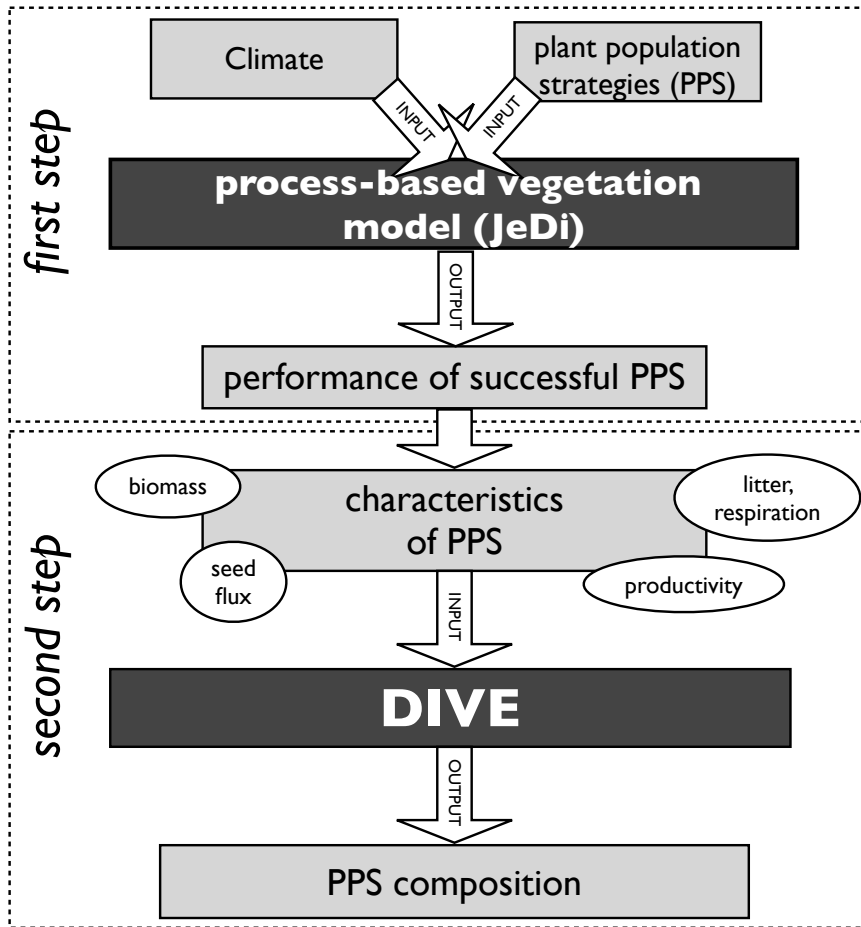 first step
Climate
plant population
strategies (PPS)
INPUT
INPUT
process-based vegetation
model (JeDi)
OUTPUT
performance of successful PPS
second step
biomass
characteristics
of PPS
litter,
respiration
seed
flux
productivity
INPUT
DIVE
OUTPUT
PPS composition